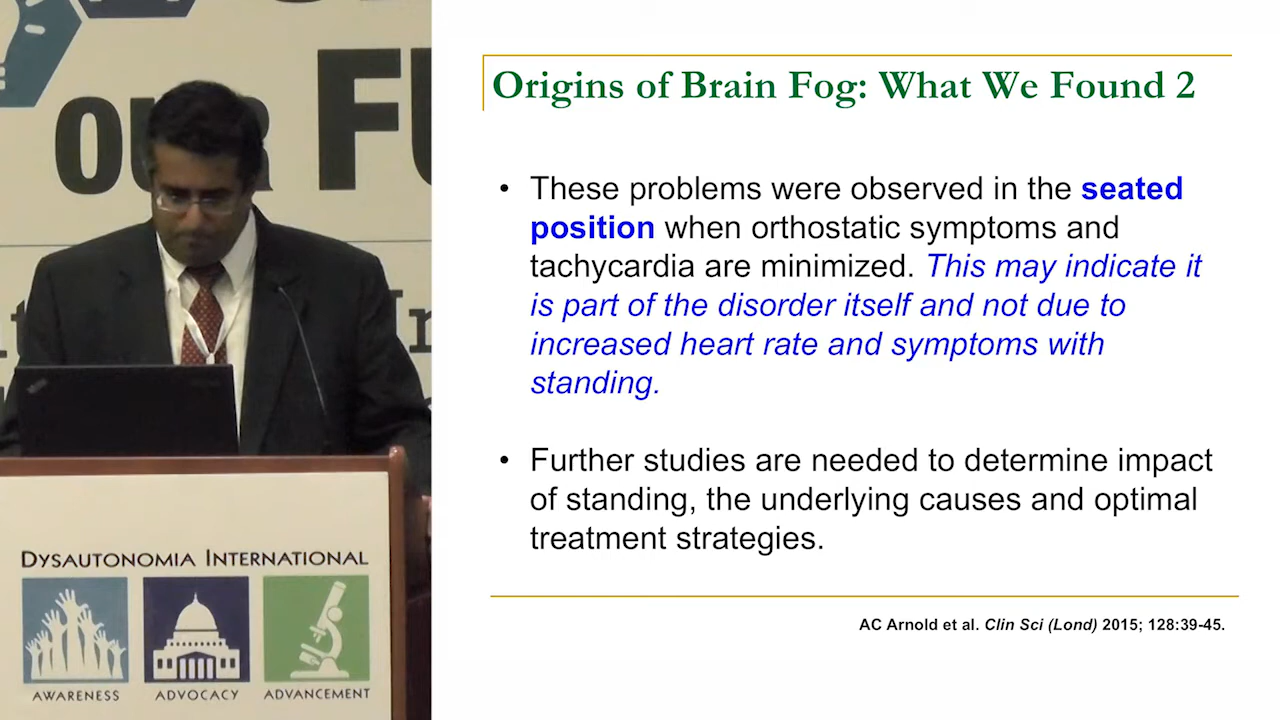 OUR FU
Origins of Brain Fog: What We Found 2
• These problems were observed in the seated
position when orthostatic symptoms and
tachycardia are minimized. This may indicate it
is part of the disorder itself and not due to
increased heart rate and symptoms with
standing.
• Further studies are needed to determine impact
of standing, the underlying causes and optimal
treatment strategies.
AC Arnold et al. Clin Sci (Lond) 2015; 128:39-45.
DYSAUTONOMIA INTERNATIONAL
AWARENESS ADVOCACY ADVANCEMENT